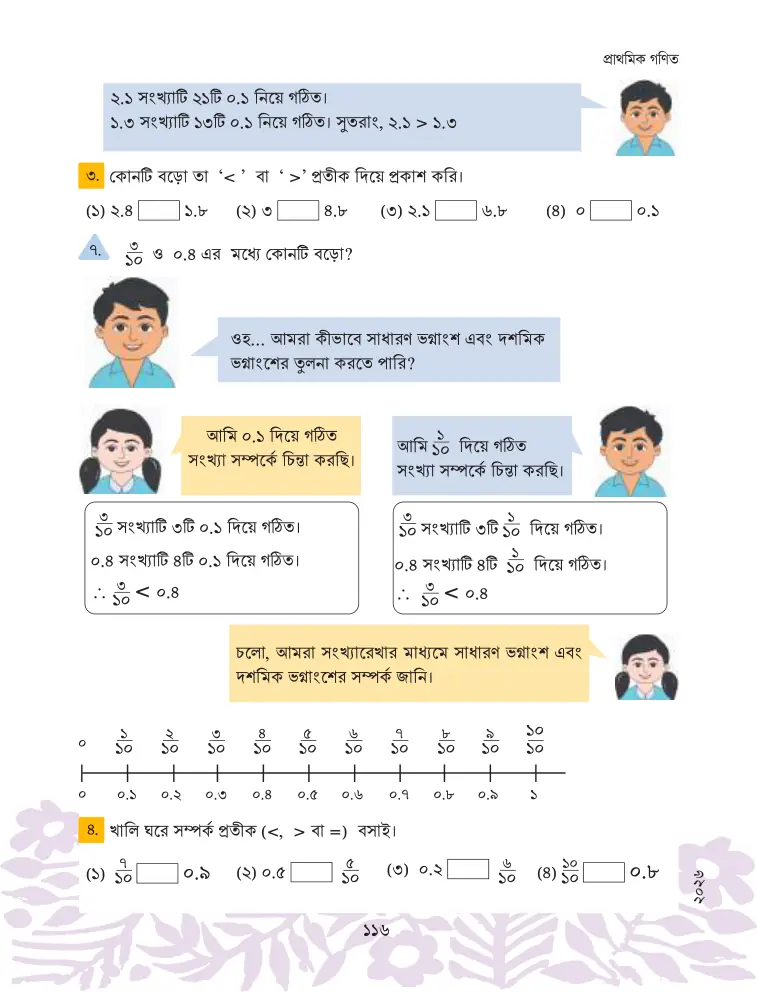 প্রাথমিক গণিত
২.১ সংখ্যাটি ২১টি ০.১ নিয়ে গঠিত।
১.৩ সংখ্যাটি ১৩টি ০.১ নিয়ে গঠিত। সুতরাং, ২.১ > ১.৩
৩. কোনটি বড়ো তা ‘< ’ বা ‘ >’ প্রতীক দিয়ে প্রকাশ করি।
(১) ২.৪ ১.৮ (২) ৩ ৪.৮ (৩) ২.১ ৬.৮ (৪) ০ ০.১
৭. ৩/১০ ও ০.৪ এর মধ্যে কোনটি বড়ো?
ওহ... আমরা কীভাবে সাধারণ ভগ্নাংশ এবং দশমিক
ভগ্নাংশের তুলনা করতে পারি?
আমি ০.১ দিয়ে গঠিত
সংখ্যা সম্পর্কে চিন্তা করছি।
আমি ১/১০ দিয়ে গঠিত
সংখ্যা সম্পর্কে চিন্তা করছি।
৩/১০ সংখ্যাটি ৩টি ০.১ দিয়ে গঠিত।
০.৪ সংখ্যাটি ৪টি ০.১ দিয়ে গঠিত।
∴ ৩/১০ < ০.৪
৩/১০ সংখ্যাটি ৩টি ১/১০ দিয়ে গঠিত।
০.৪ সংখ্যাটি ৪টি ১/১০ দিয়ে গঠিত।
∴ ৩/১০ < ০.৪
চলো, আমরা সংখ্যারেখার মাধ্যমে সাধারণ ভগ্নাংশ এবং
দশমিক ভগ্নাংশের সম্পর্ক জানি।
০ ১/১০ ২/১০ ৩/১০ ৪/১০ ৫/১০ ৬/১০ ৭/১০ ৮/১০ ৯/১০ ১০/১০
০ ০.১ ০.২ ০.৩ ০.৪ ০.৫ ০.৬ ০.৭ ০.৮ ০.৯ ১
৪. খালি ঘরে সম্পর্ক প্রতীক (<, > বা =) বসাই।
(১) ৭/১০ ০.৯ (২) ০.৫ ৫/১০ (৩) ০.২ ৬/১০ (৪) ১০/১০ ০.৮
২০২৬
১১৬